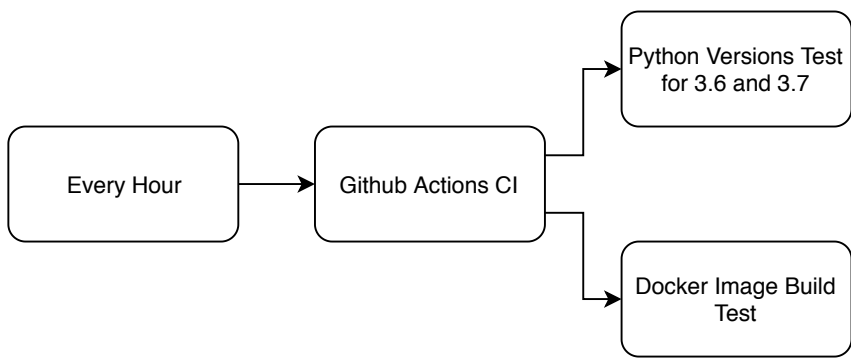 Every Hour
Github Actions CI
Python Versions Test
for 3.6 and 3.7
Docker Image Build
Test